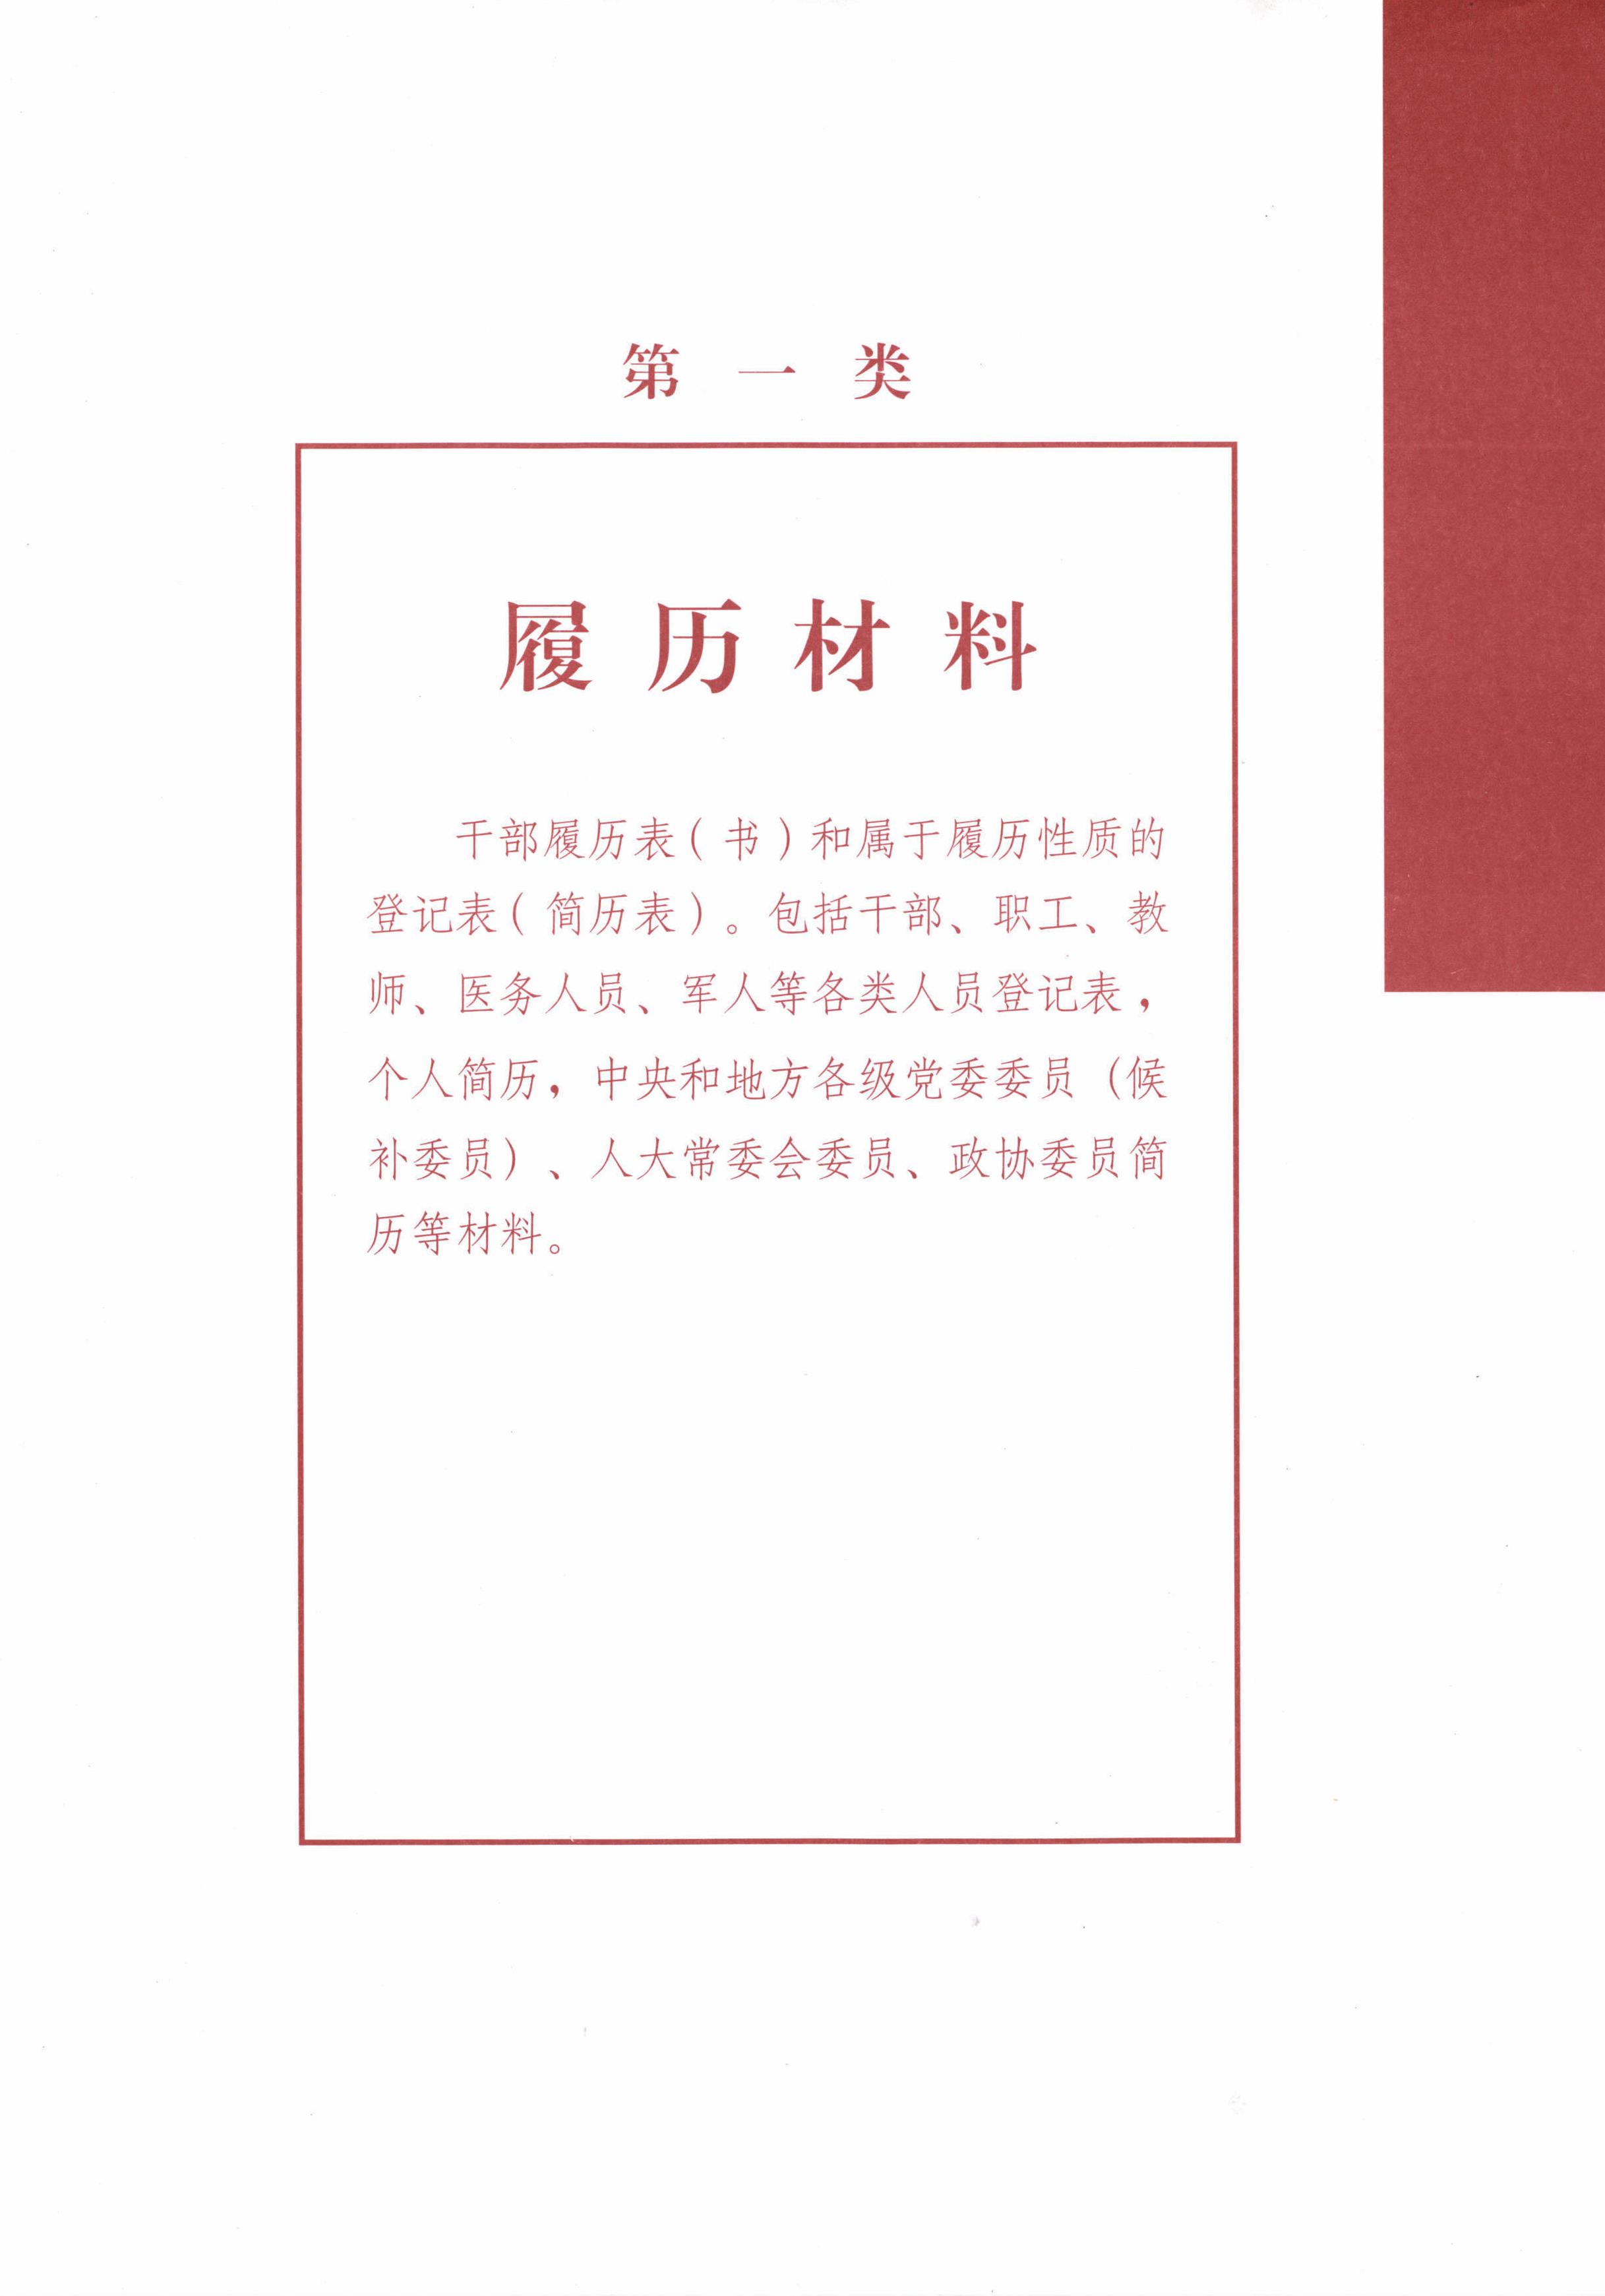 第一类
履历材料
干部履历表(书)和属于履历性质的
登记表(简历表)。包括干部、职工、教
师、医务人员、军人等各类人员登记表,
个人简历,中央和地方各级党委委员(候
补委员)、人大常委会委员、政协委员简
历等材料。